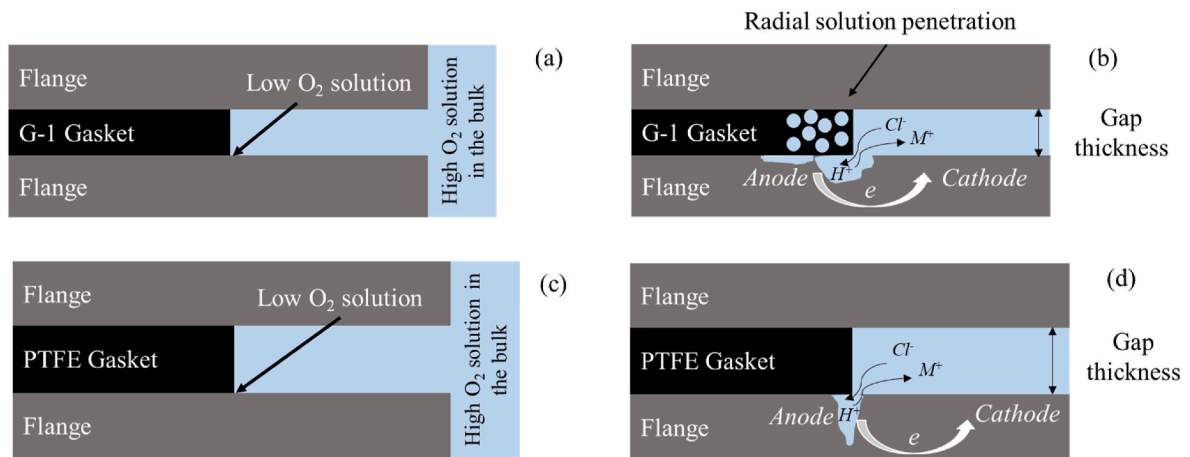 Flange
Low O₂ solution
G-1 Gasket
Flange
High O₂ solution
in the bulk
(a)
Radial solution penetration
Flange
G-1 Gasket
Cl⁻
M⁺
H⁺
Flange
Anode
e
Cathode
Gap
thickness
(b)
Flange
Low O₂ solution
PTFE Gasket
Flange
High O₂ solution in
the bulk
(c)
Flange
PTFE Gasket
Cl⁻
M⁺
H⁺
Flange
Anode
e
Cathode
Gap
thickness
(d)